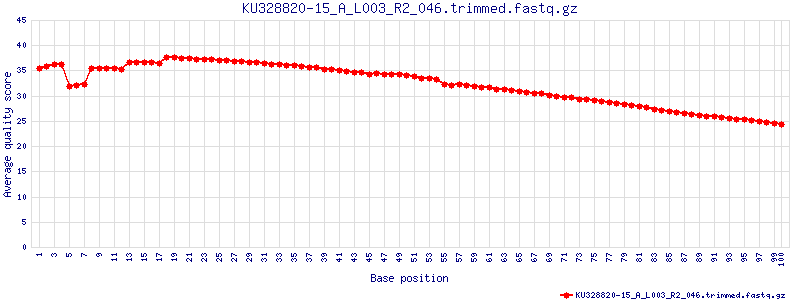 KU328820-15_A_L003_R2_046.trimmed.fastq.gz
45
40
35
30
25
20
15
10
5
0
Average quality score
1 3 5 7 9 11 13 15 17 19 21 23 25 27 29 31 33 35 37 39 41 43 45 47 49 51 53 55 57 59 61 63 65 67 69 71 73 75 77 79 81 83 85 87 89 91 93 95 97 99 100
Base position
KU328820-15_A_L003_R2_046.trimmed.fastq.gz